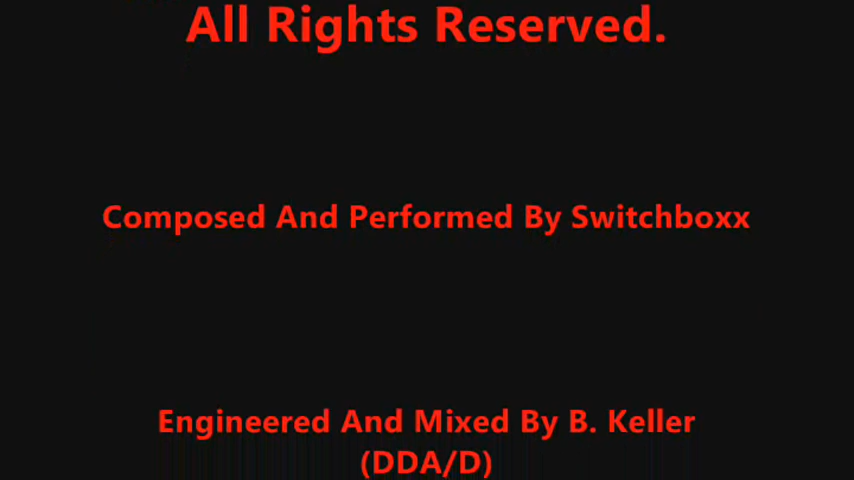 All Rights Reserved.
Composed And Performed By Switchboxx
Engineered And Mixed By B. Keller
(DDA/D)